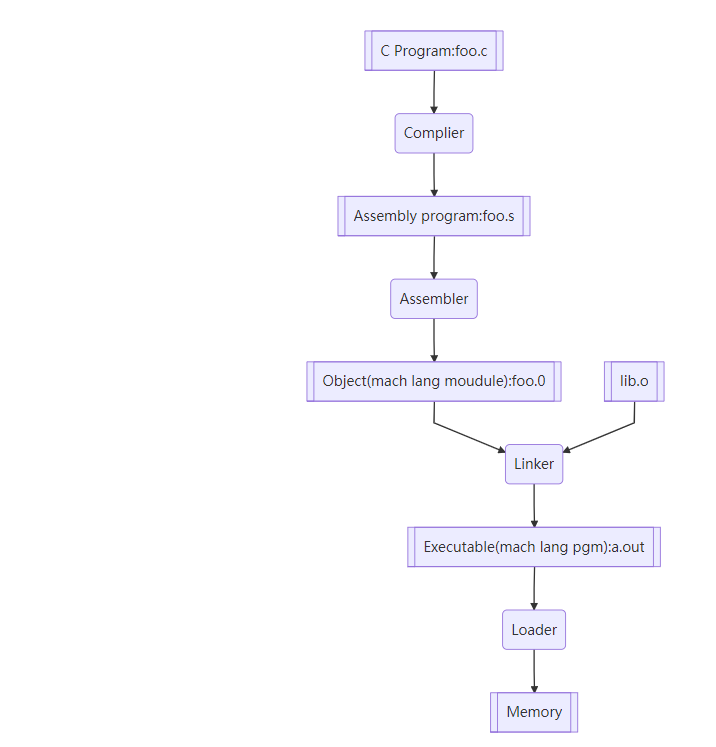 C Program:foo.c
Complier
Assembly program:foo.s
Assembler
Object(mach lang moudule):foo.0
lib.o
Linker
Executable(mach lang pgm):a.out
Loader
Memory